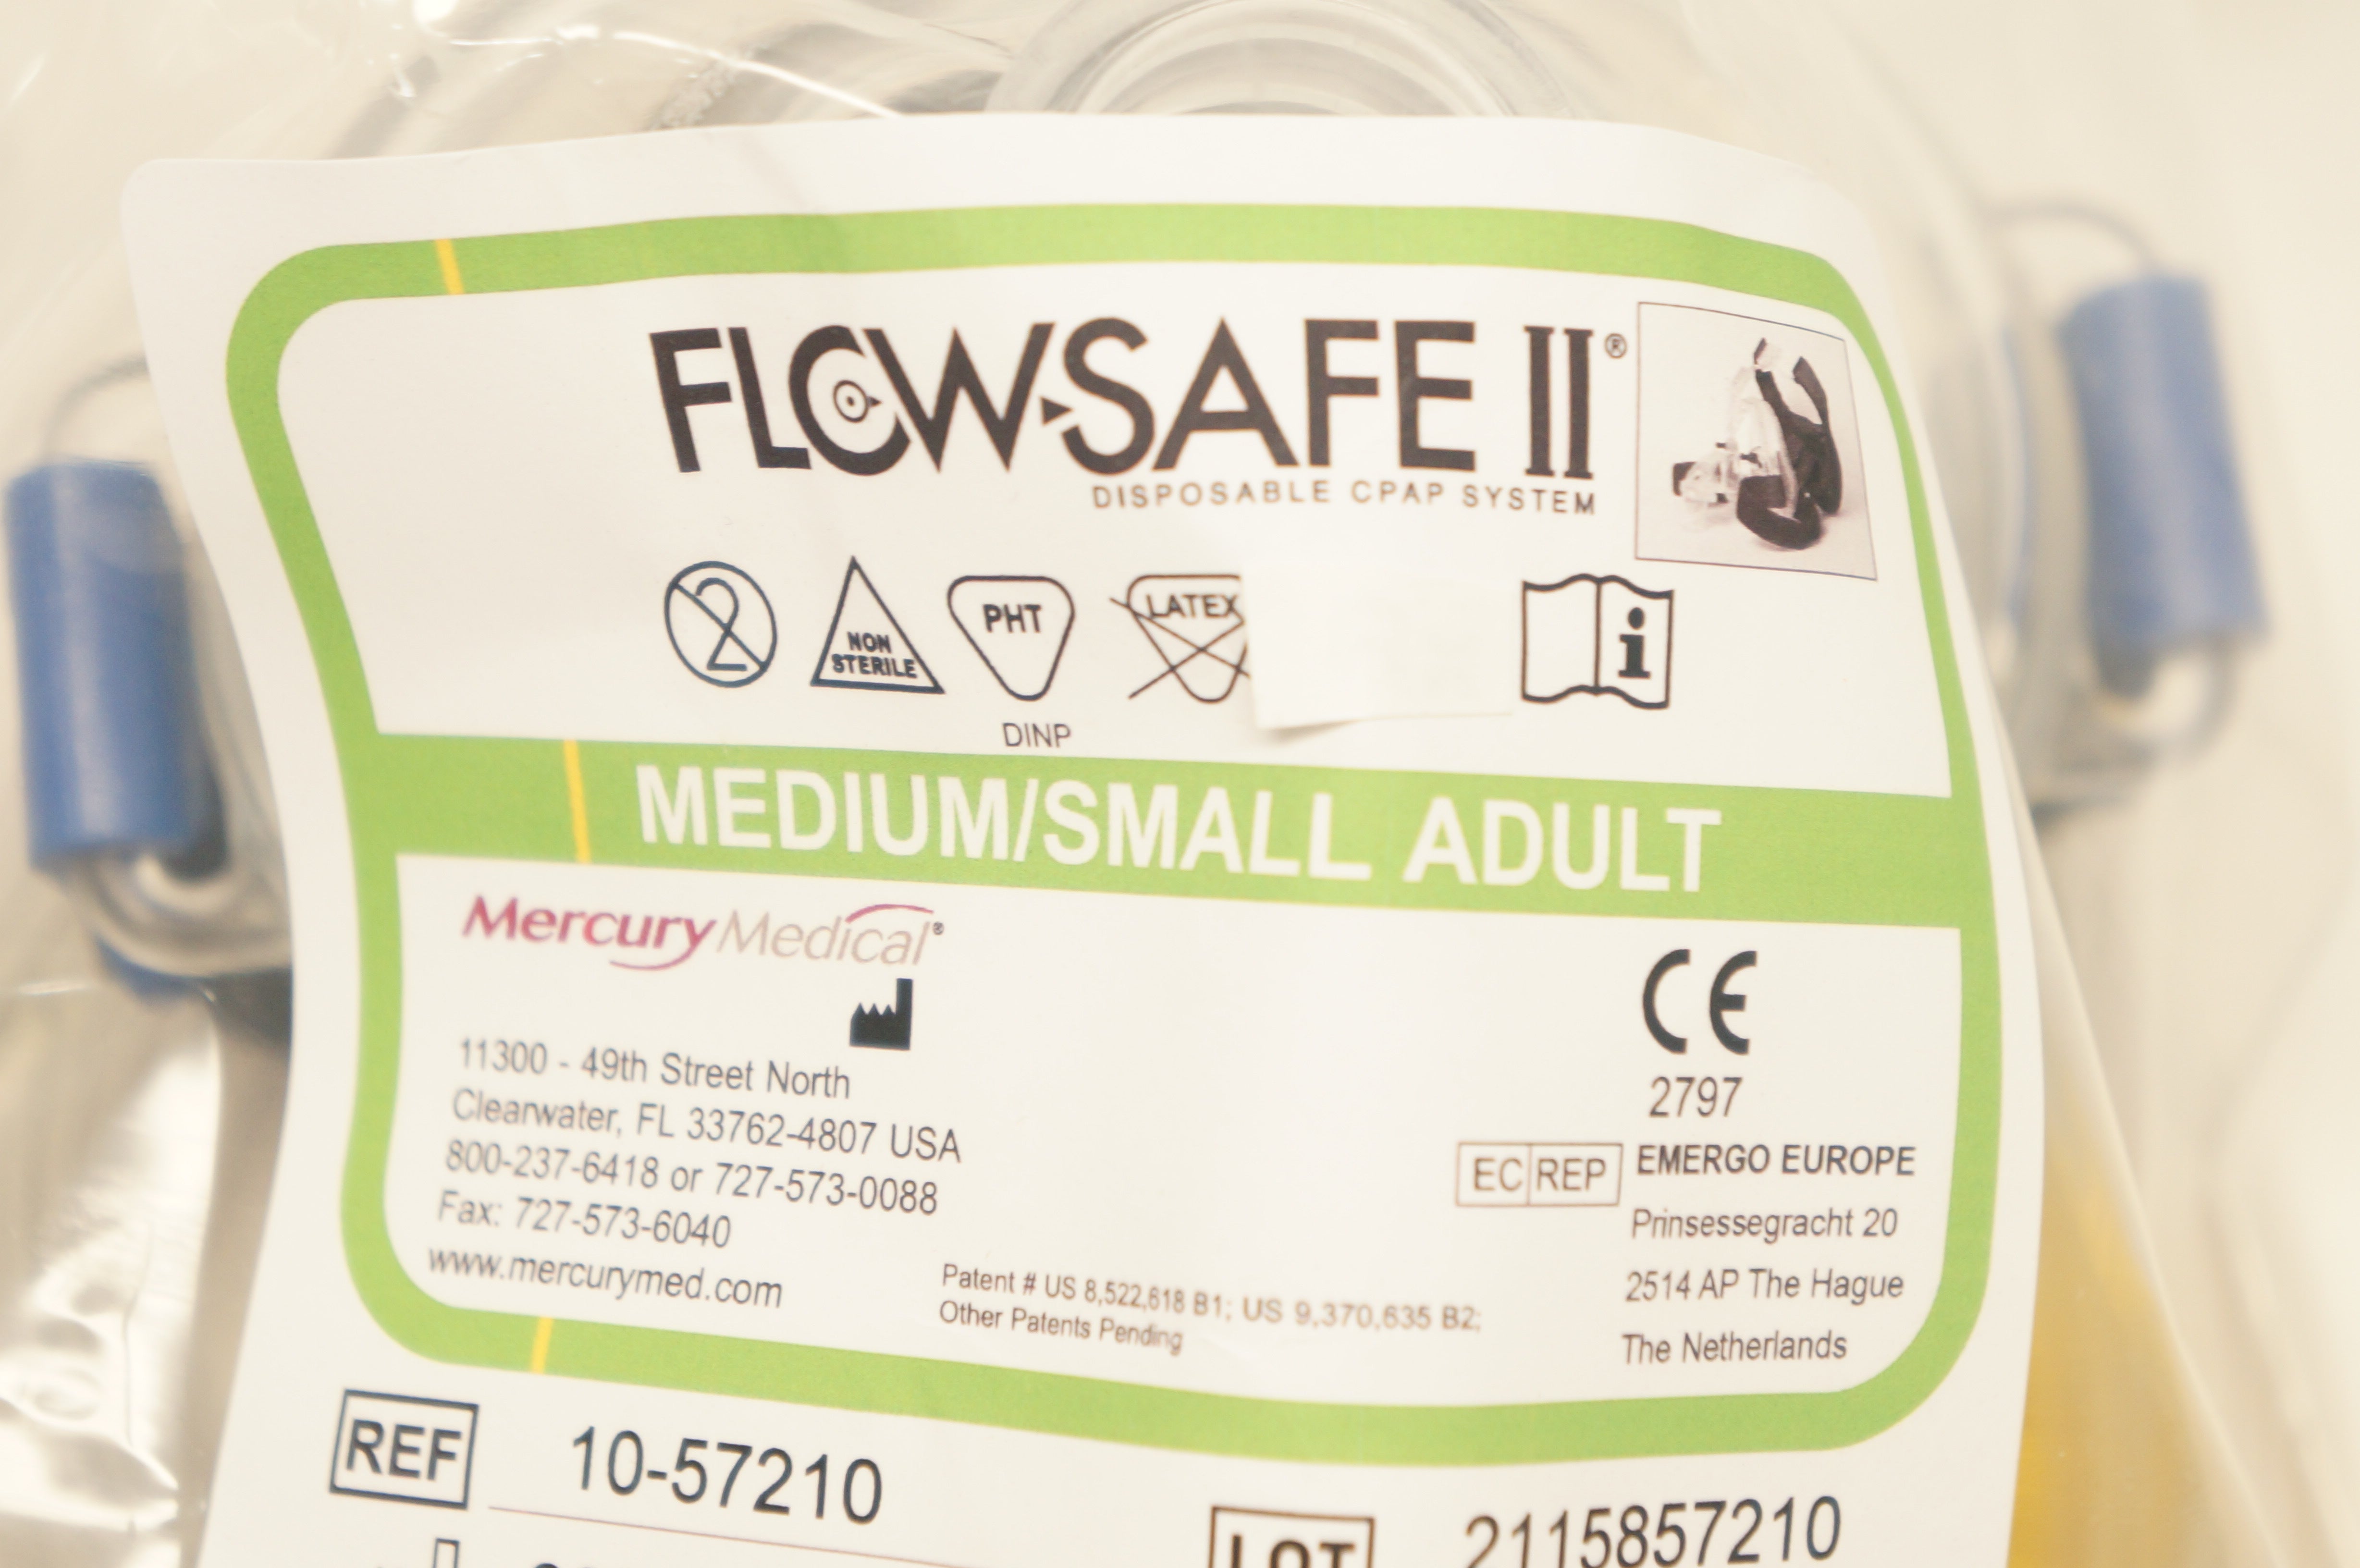 FLOW-SAFE II®
DISPOSABLE CPAP SYSTEM
2
NON
STERILE
PHT
LATEX
i
DINP
MEDIUM/SMALL ADULT
MercuryMedical®
11300 - 49th Street North
Clearwater, FL 33762-4807 USA
800-237-6418 or 727-573-0088
Fax: 727-573-6040
www.mercurymed.com
Patent # US 8,522,618 B1; US 9,370,635 B2;
Other Patents Pending
CE
2797
EC REP EMERGO EUROPE
Prinsessegracht 20
2514 AP The Hague
The Netherlands
REF 10-57210
LOT 2115857210